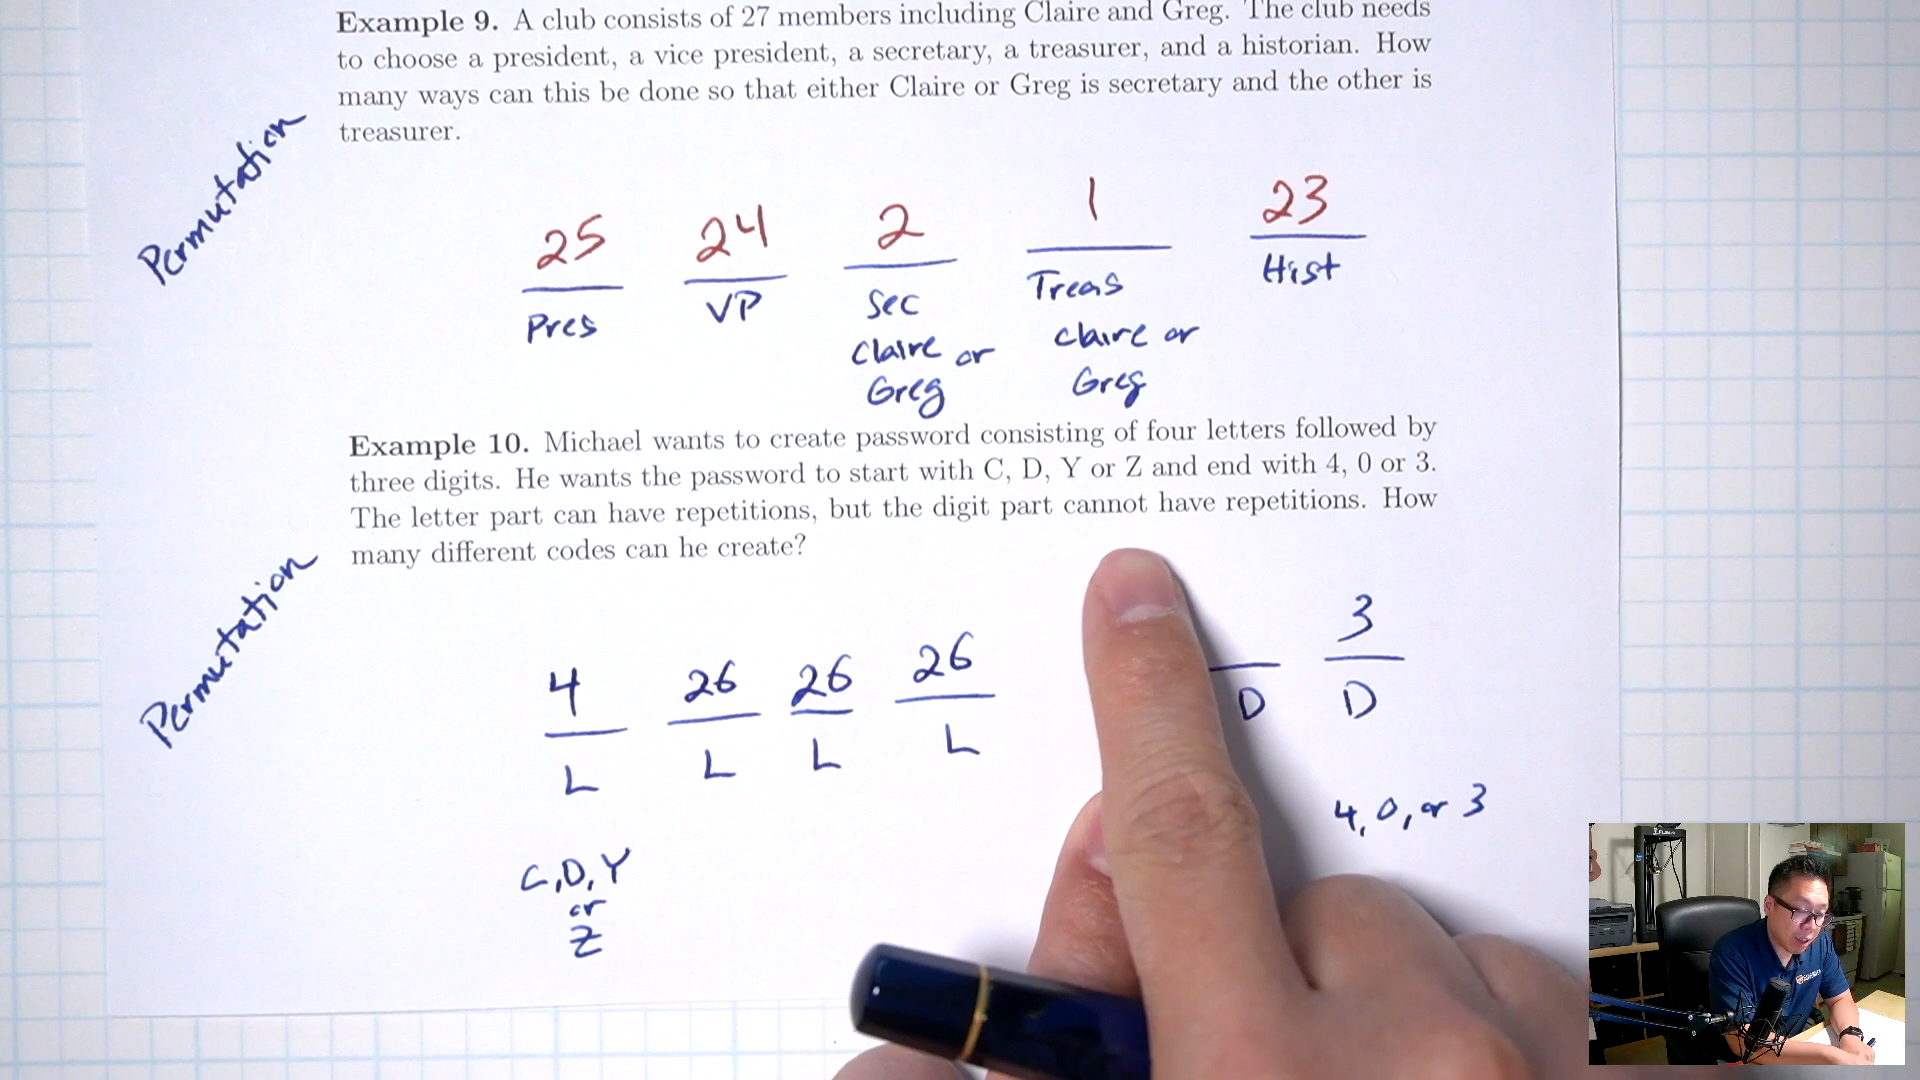 Example 9. A club consists of 27 members including Claire and Greg. The club needs
to choose a president, a vice president, a secretary, a treasurer, and a historian. How
many ways can this be done so that either Claire or Greg is secretary and the other is
treasurer.
Permutation
25 24 2 1 23
Pres VP Sec Treas Hist
Claire or Claire or
Greg Greg
Example 10. Michael wants to create password consisting of four letters followed by
three digits. He wants the password to start with C, D, Y or Z and end with 4, 0 or 3.
The letter part can have repetitions, but the digit part cannot have repetitions. How
many different codes can he create?
Permutation
4 26 26 26 3
L L L L D D
C, D, Y
or
Z
4, 0, or 3